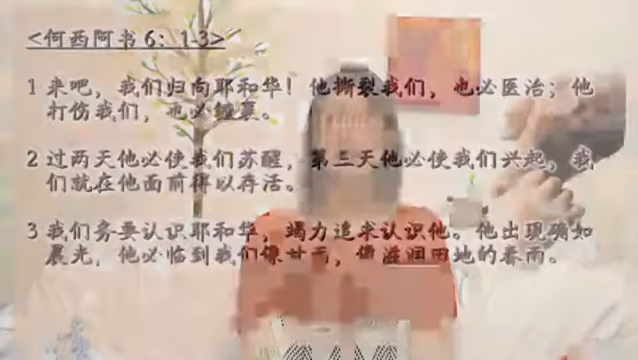 <何西阿书 6：1-3>
1 来吧，我们归向耶和华！他撕裂我们，也必医治；他
打伤我们，也必缠裹。
2 过两天他必使我们苏醒，第三天他必使我们兴起，我
们就在他面前得以存活。
3 我们务要认识耶和华，竭力追求认识他。他出现确如
晨光，他必临到我们像甘雨，像滋润田地的春雨。